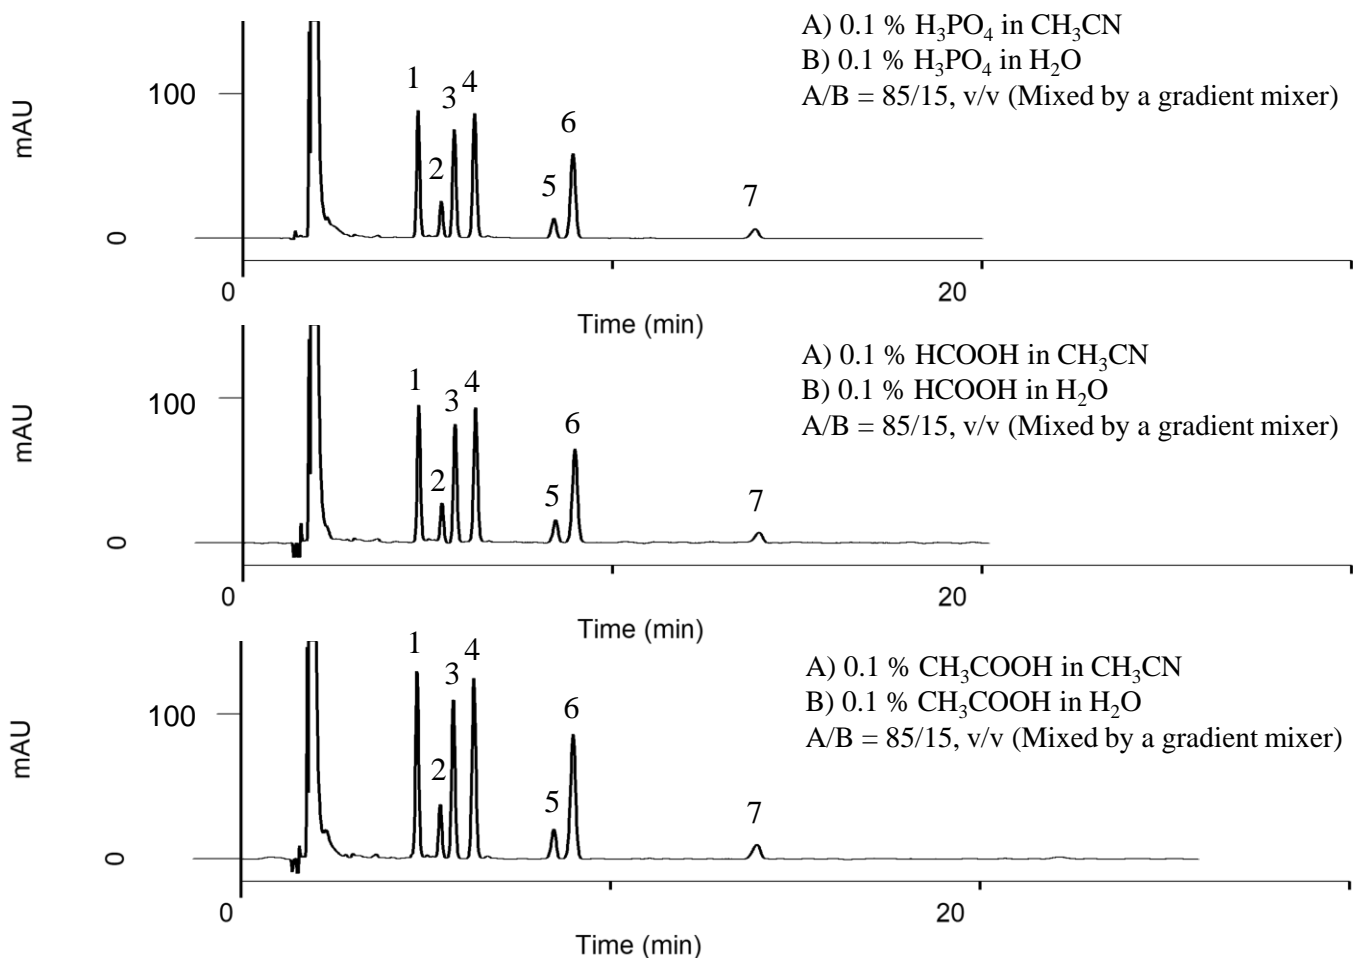 A) 0.1 % H₃PO₄ in CH₃CN
B) 0.1 % H₃PO₄ in H₂O
A/B = 85/15, v/v (Mixed by a gradient mixer)
mAU
100
0
1
2
3
4
5
6
7
0
20
Time (min)
A) 0.1 % HCOOH in CH₃CN
B) 0.1 % HCOOH in H₂O
A/B = 85/15, v/v (Mixed by a gradient mixer)
mAU
100
0
1
2
3
4
5
6
7
0
20
Time (min)
A) 0.1 % CH₃COOH in CH₃CN
B) 0.1 % CH₃COOH in H₂O
A/B = 85/15, v/v (Mixed by a gradient mixer)
mAU
100
0
1
2
3
4
5
6
7
0
20
Time (min)